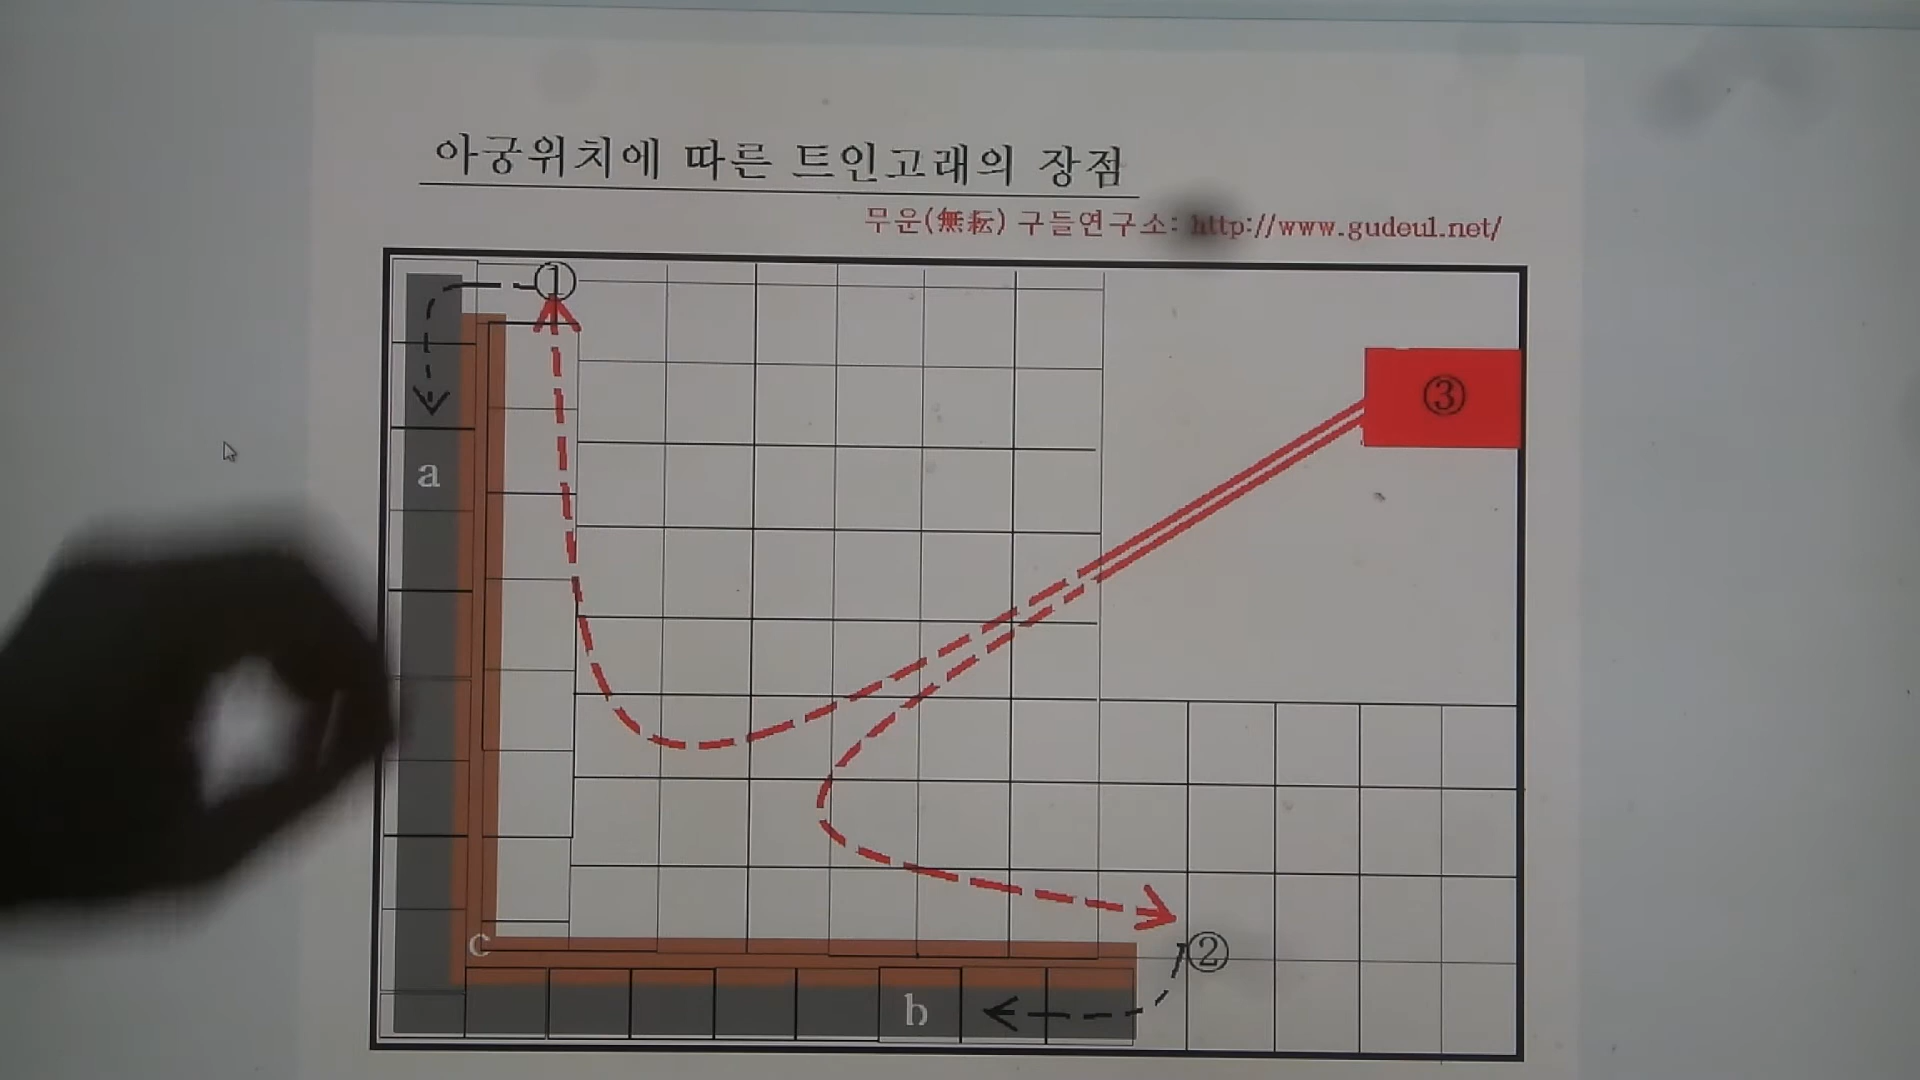 아궁위치에 따른 트인고래의 장점
무운(無耘) 구들연구소: http://www.gudeul.net/
①
③
a
c
②
b